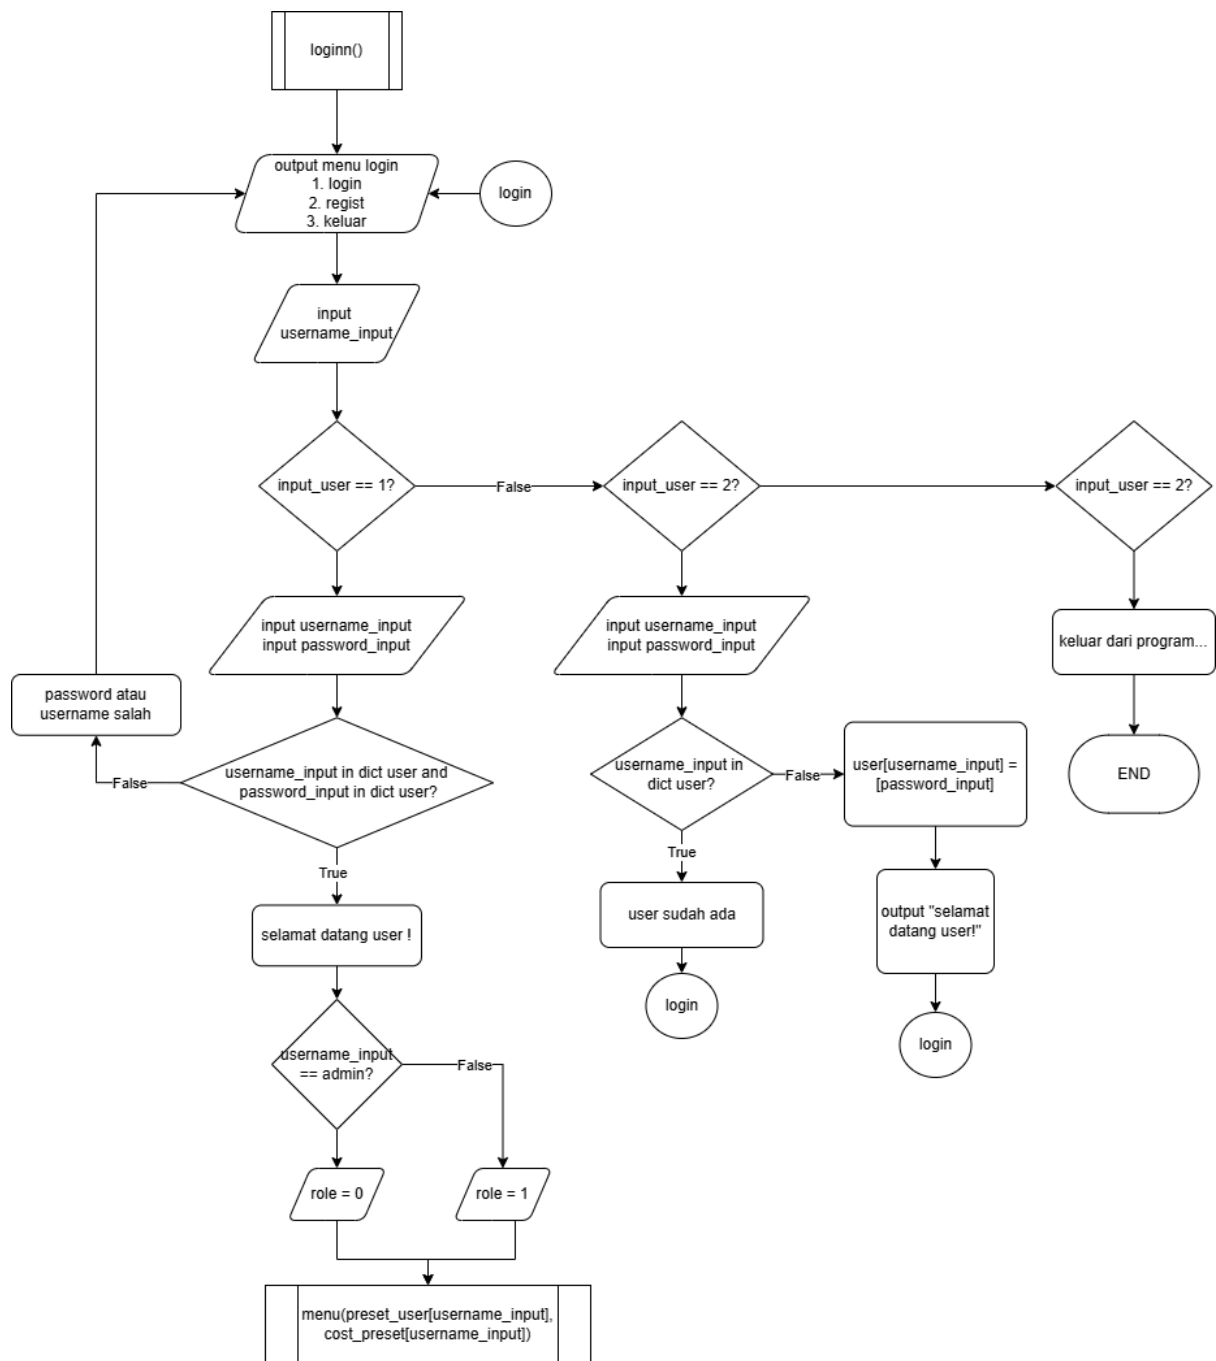 loginn()
output menu login
1. login
2. regist
3. keluar
login
input
username_input
input_user == 1?
False
input_user == 2?
input_user == 2?
input username_input
input password_input
input username_input
input password_input
keluar dari program...
password atau
username salah
False
username_input in dict user and
password_input in dict user?
True
username_input in
dict user?
False
user[username_input] =
[password_input]
END
True
selamat datang user !
user sudah ada
output "selamat
datang user!"
login
login
username_input
== admin?
False
role = 0
role = 1
menu(preset_user[username_input],
cost_preset[username_input])